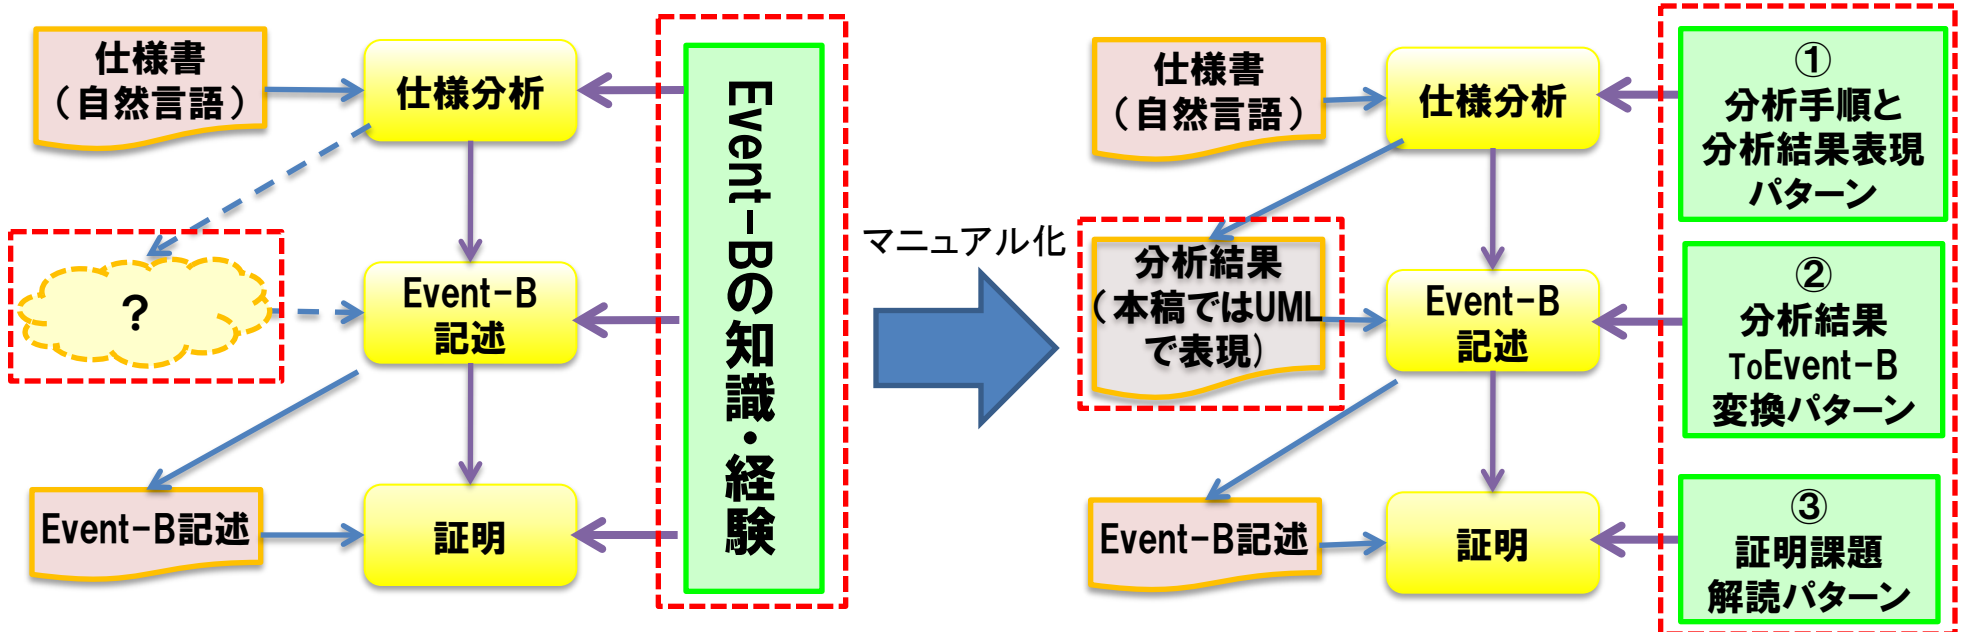 仕様書
（自然言語）
仕様分析
?
Event-B
記述
Event-B記述
証明
Event-Bの知識・経験
マニュアル化
仕様書
（自然言語）
仕様分析
分析結果
（本稿ではUML
で表現)
Event-B
記述
Event-B記述
証明
①
分析手順と
分析結果表現
パターン
②
分析結果
ToEvent-B
変換パターン
③
証明課題
解読パターン